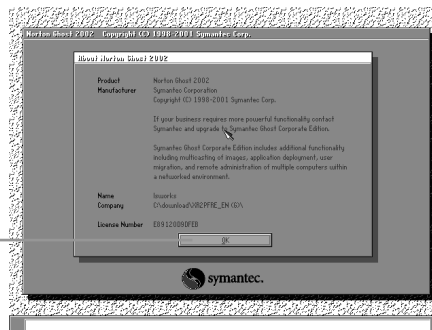 Norton Ghost 2002    Copyright (C) 1998-2001 Symantec Corp.
About Norton Ghost 2002
Product    Norton Ghost 2002
Manufacturer    Symantec Corporation
Copyright (C) 1998-2001 Symantec Corp.
If your business requires more powerful functionality contact
Symantec and upgrade to Symantec Ghost Corporate Edition.
Symantec Ghost Corporate Edition includes additional functionality
including multicasting of images, application deployment, user
migration, and remote administration of multiple computers within
a networked environment.
Name
Company
License Number
OK
symantec.